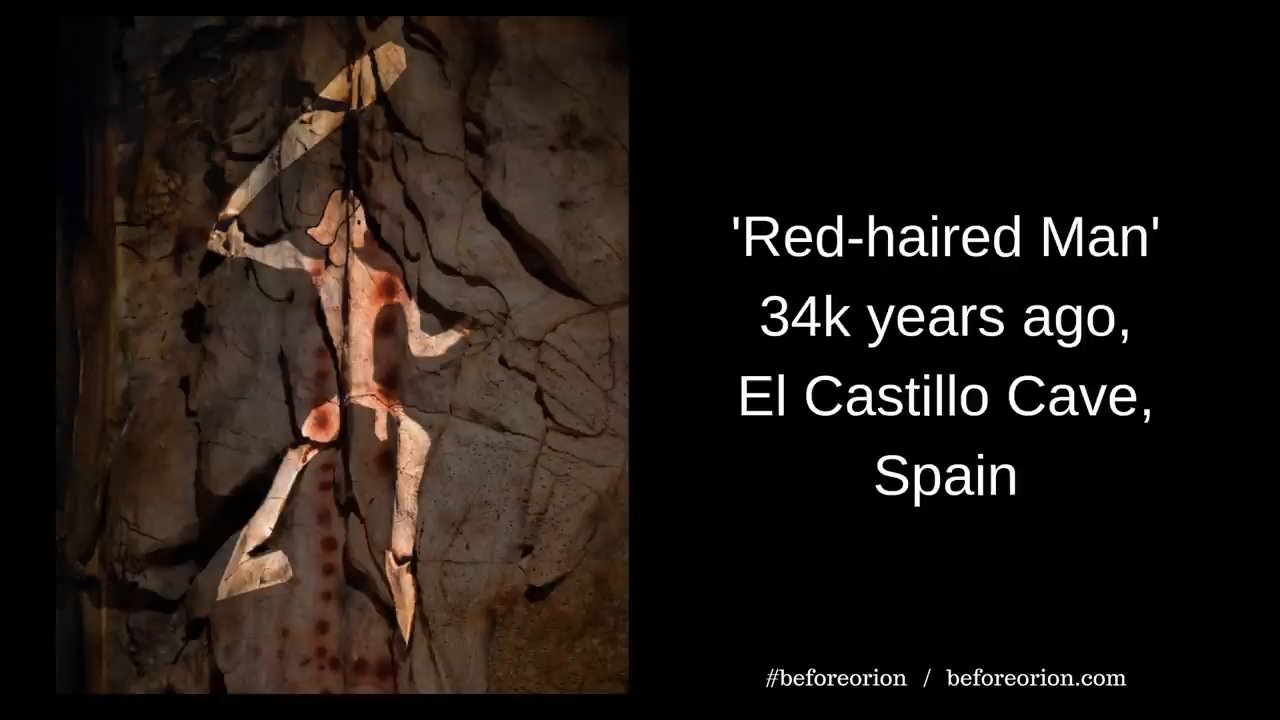 'Red-haired Man'
34k years ago,
El Castillo Cave,
Spain
#beforeorion / beforeorion.com